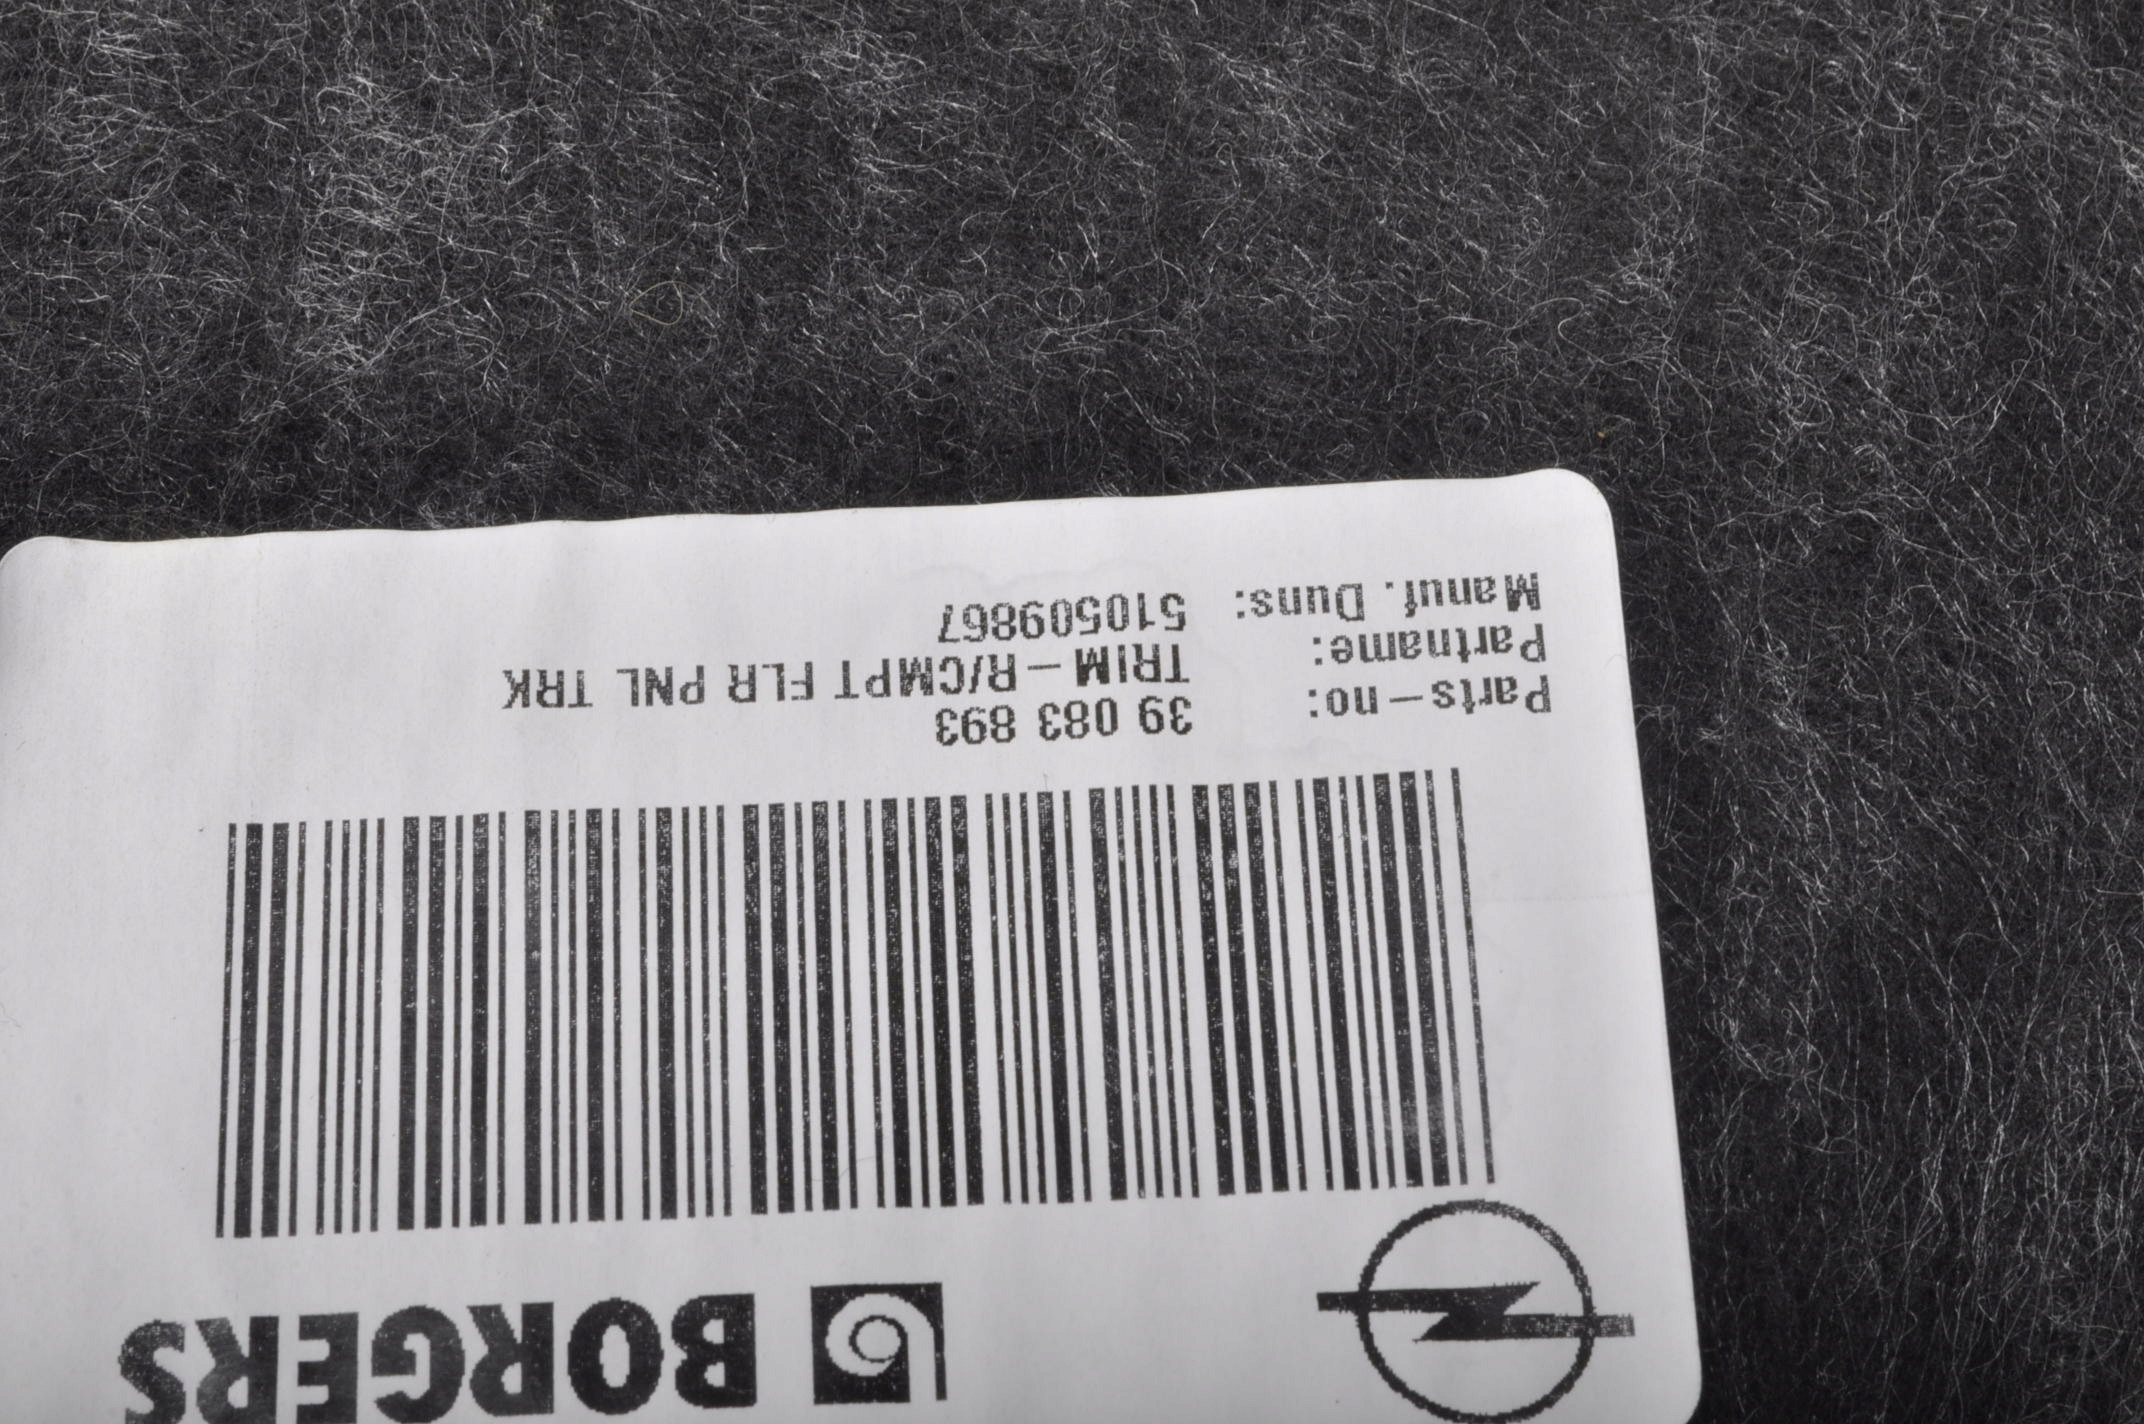 BORGERS
Parts-no: 39 083 893
Partname: TRIM-R/CMPT FLR PNL TRK
Manuf. Duns: 510509867